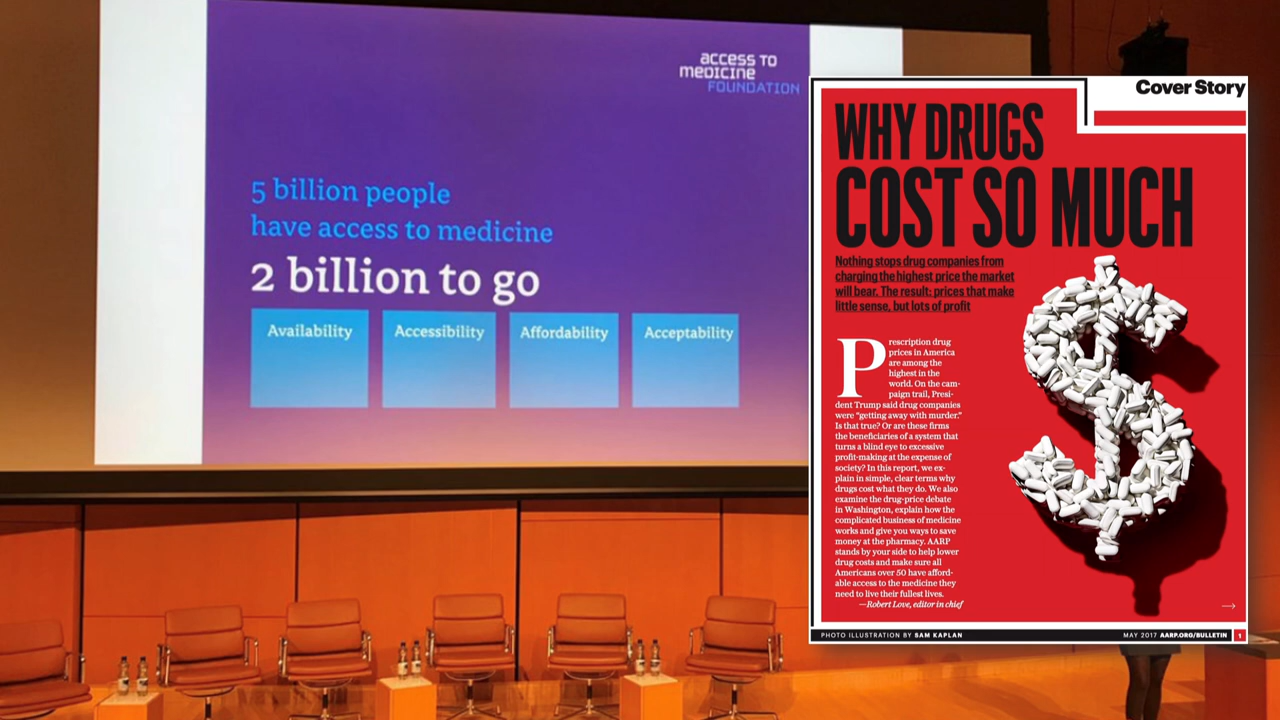 ACCESS TO
MEDICINE
FOUNDATION
5 billion people
have access to medicine
2 billion to go
Availability
Accessibility
Affordability
Acceptability
Cover Story
WHY DRUGS
COST SO MUCH
Nothing stops drug companies from
charging the highest price the market
will bear. The result: prices that make
little sense, but lots of profit
Prescription drug
prices in America
are among the
highest in the
world. On the cam-
paign trail, Presi-
dent Trump said drug companies
were “getting away with murder.”
Is that true? Or are these firms
the beneficiaries of a system that
turns a blind eye to excessive
profit-making at the expense of
society? In this report, we ex-
plain in simple, clear terms why
drugs cost what they do. We also
examine the drug-price debate
in Washington, explain how the
complicated business of medicine
works and give you ways to save
money at the pharmacy. AARP
stands by your side to help lower
drug costs and make sure all
Americans over 50 have afford-
able access to the medicine they
need to live their fullest lives.
—Robert Love, editor in chief
PHOTO ILLUSTRATION BY SAM KAPLAN
MAY 2017 AARP.ORG/BULLETIN 1